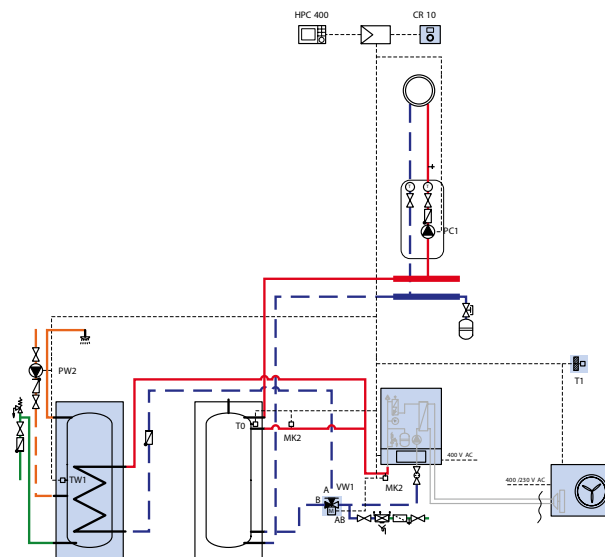 HPC 400
CR 10
PC1
PW2
T1
T0
MK2
400 V AC
TW1
A
VW1
MK2
B
M
AB
400 /230 V AC